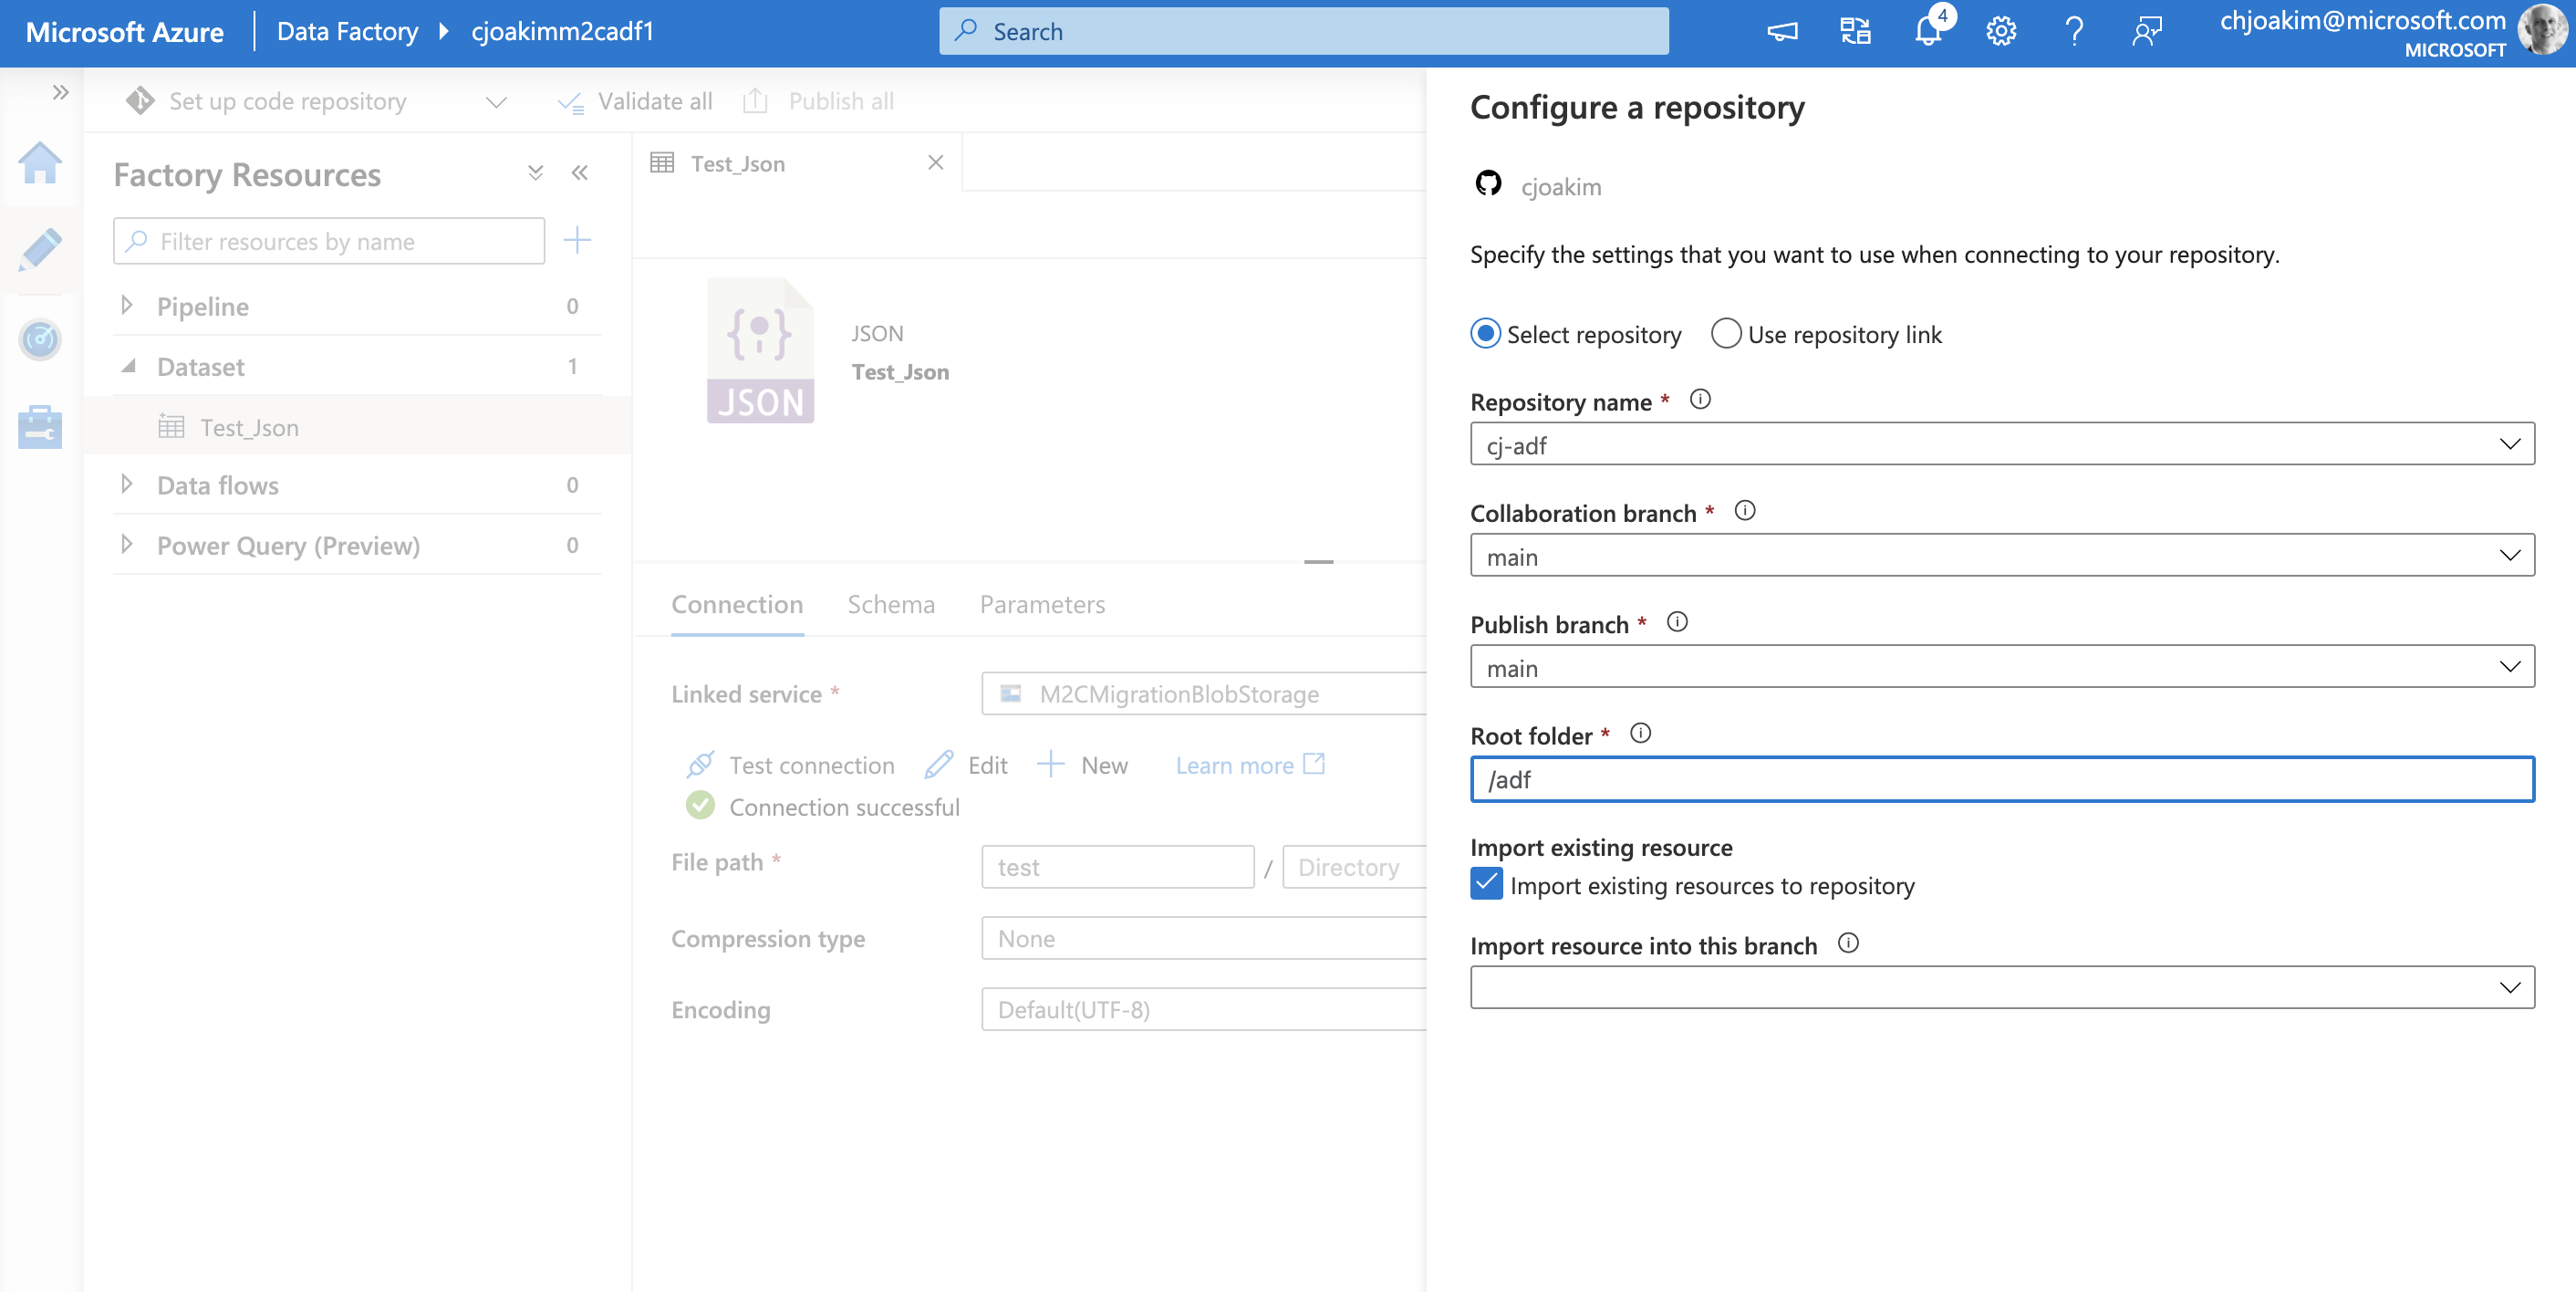 Microsoft Azure
Data Factory
cjoakimm2cadf1
Search
4
chjoakim@microsoft.com
MICROSOFT
Set up code repository
Validate all
Publish all
Factory Resources
Filter resources by name
Pipeline 0
Dataset 1
Test_Json
Data flows 0
Power Query (Preview) 0
Test_Json
JSON
JSON
Test_Json
Connection Schema Parameters
Linked service *
M2CMigrationBlobStorage
Test connection Edit New Learn more
Connection successful
File path * test / Directory
Compression type None
Encoding Default(UTF-8)
Configure a repository
cjoakim
Specify the settings that you want to use when connecting to your repository.
Select repository Use repository link
Repository name *
cj-adf
Collaboration branch *
main
Publish branch *
main
Root folder *
/adf
Import existing resource
Import existing resources to repository
Import resource into this branch